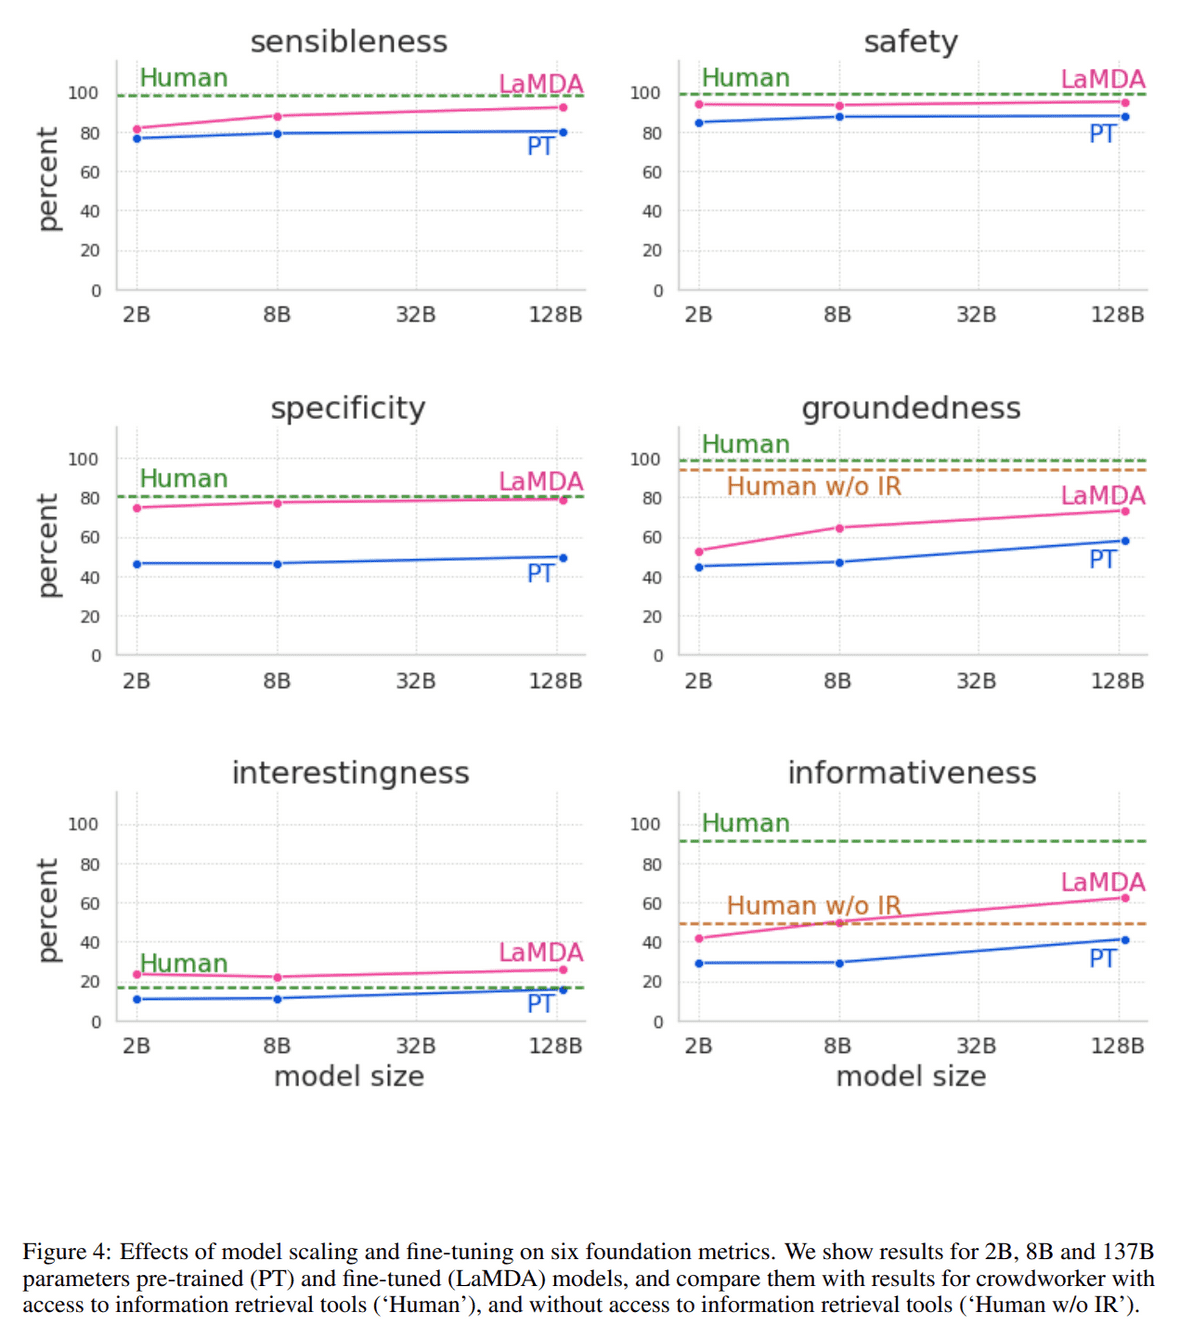 sensibleness
percent
100
80
60
40
20
0
Human
LaMDA
PT
2B 8B 32B 128B
safety
100
80
60
40
20
0
Human
LaMDA
PT
2B 8B 32B 128B
specificity
percent
100
80
60
40
20
0
Human
LaMDA
PT
2B 8B 32B 128B
groundedness
100
80
60
40
20
0
Human
Human w/o IR
LaMDA
PT
2B 8B 32B 128B
interestingness
percent
100
80
60
40
20
0
Human
LaMDA
PT
2B 8B 32B 128B
model size
informativeness
100
80
60
40
20
0
Human
LaMDA
Human w/o IR
PT
2B 8B 32B 128B
model size
Figure 4: Effects of model scaling and fine-tuning on six foundation metrics. We show results for 2B, 8B and 137B
parameters pre-trained (PT) and fine-tuned (LaMDA) models, and compare them with results for crowdworker with
access to information retrieval tools (‘Human’), and without access to information retrieval tools (‘Human w/o IR’).